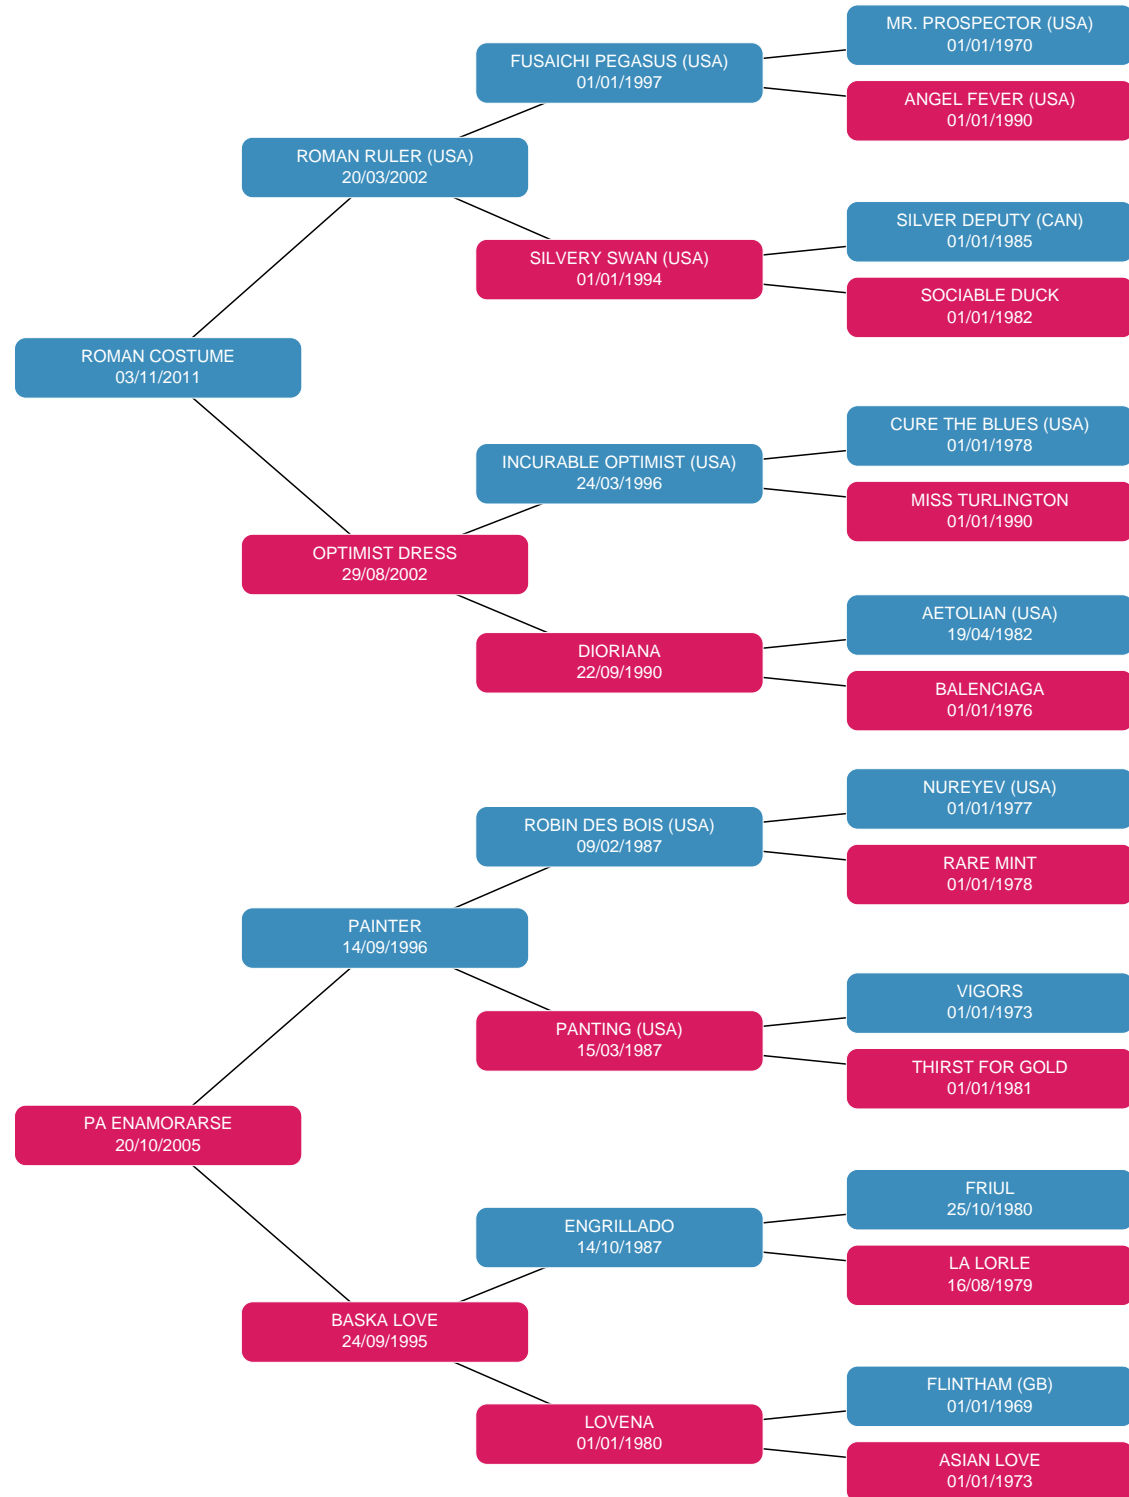 MR. PROSPECTOR (USA)
01/01/1970
FUSAICHI PEGASUS (USA)
01/01/1997
ANGEL FEVER (USA)
01/01/1990
ROMAN RULER (USA)
20/03/2002
SILVER DEPUTY (CAN)
01/01/1985
SILVERY SWAN (USA)
01/01/1994
SOCIABLE DUCK
01/01/1982
ROMAN COSTUME
03/11/2011
CURE THE BLUES (USA)
01/01/1978
INCURABLE OPTIMIST (USA)
24/03/1996
MISS TURLINGTON
01/01/1990
OPTIMIST DRESS
29/08/2002
AETOLIAN (USA)
19/04/1982
DIORIANA
22/09/1990
BALENCIAGA
01/01/1976
NUREYEV (USA)
01/01/1977
ROBIN DES BOIS (USA)
09/02/1987
RARE MINT
01/01/1978
PAINTER
14/09/1996
VIGORS
01/01/1973
PANTING (USA)
15/03/1987
THIRST FOR GOLD
01/01/1981
PA ENAMORARSE
20/10/2005
FRIUL
25/10/1980
ENGRILLADO
14/10/1987
LA LORLE
16/08/1979
BASKA LOVE
24/09/1995
FLINTHAM (GB)
01/01/1969
LOVENA
01/01/1980
ASIAN LOVE
01/01/1973